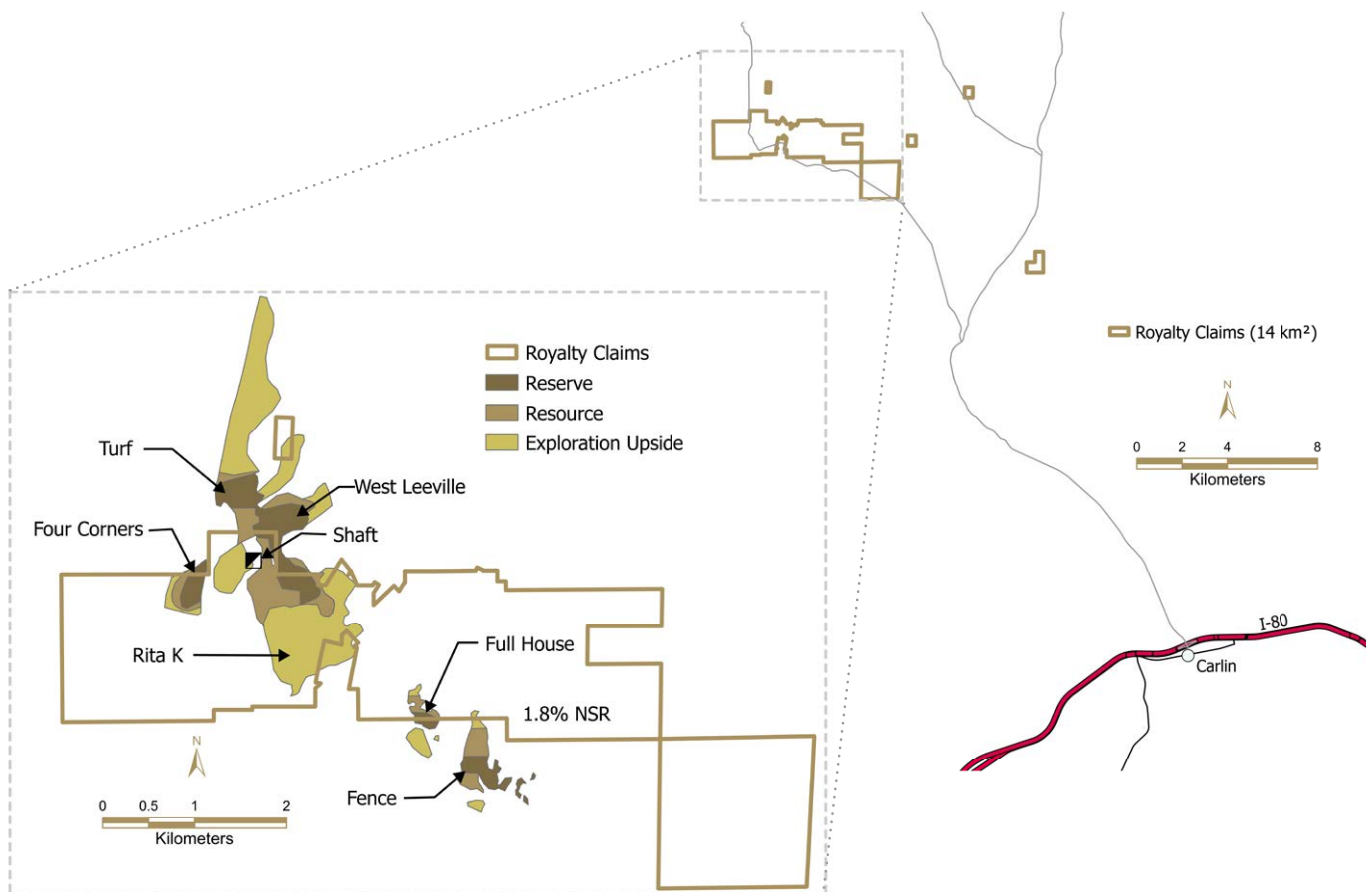 Royalty Claims
Reserve
Resource
Exploration Upside
Turf
West Leeville
Four Corners
Shaft
Rita K
Full House
1.8% NSR
Fence
N
0 0.5 1 2
Kilometers
Royalty Claims (14 km²)
N
0 2 4 8
Kilometers
I-80
Carlin